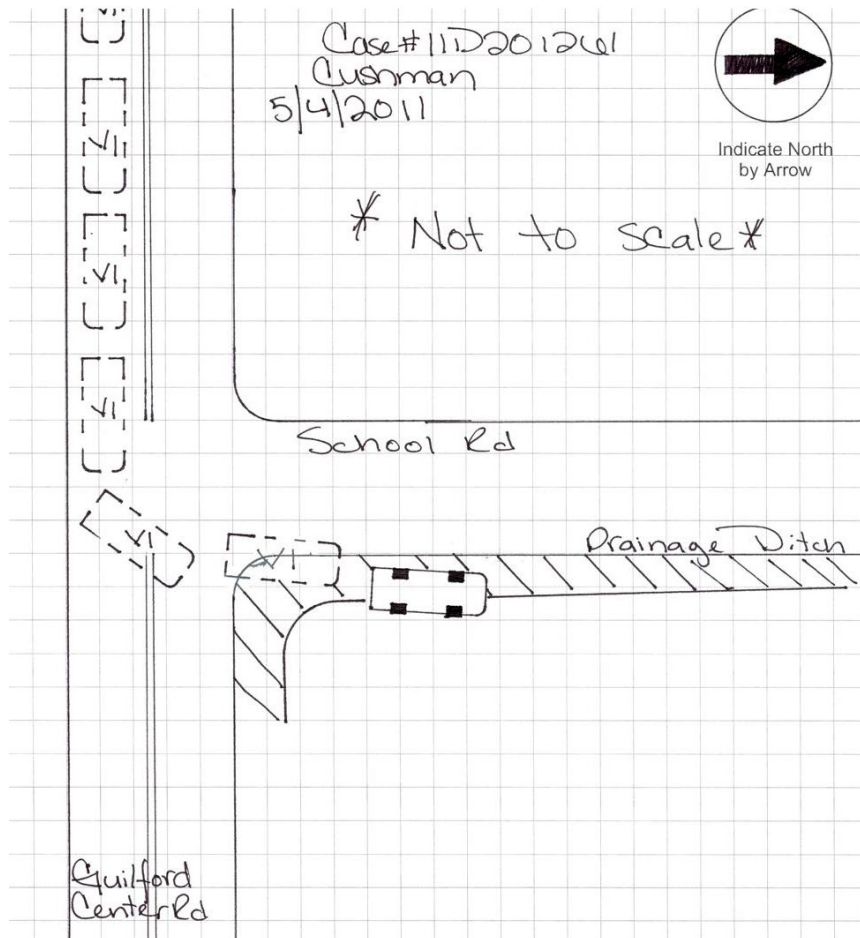 Case# 11D201261
Cushman
5/4/2011
Indicate North
by Arrow
* Not to scale *
V1
V1
V1
V1
School Rd
V1
V1
Drainage Ditch
Guilford
Center Rd